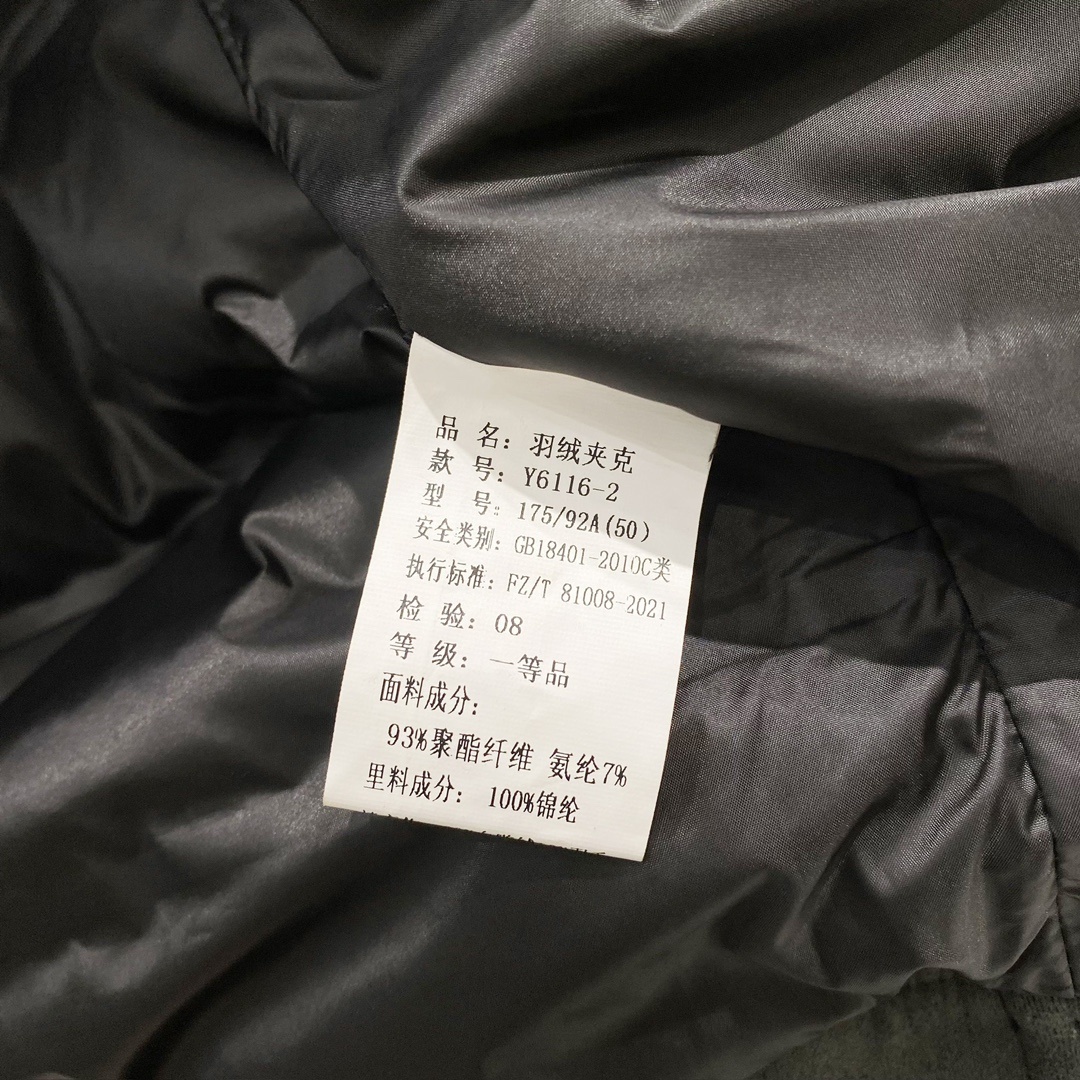 品 名：羽绒夹克
款 号：Y6116-2
型 号：175/92A(50)
安全类别：GB18401-2010C类
执行标准：FZ/T 81008-2021
检 验：08
等 级：一等品
面料成分：
93%聚酯纤维 氨纶7%
里料成分：100%锦纶